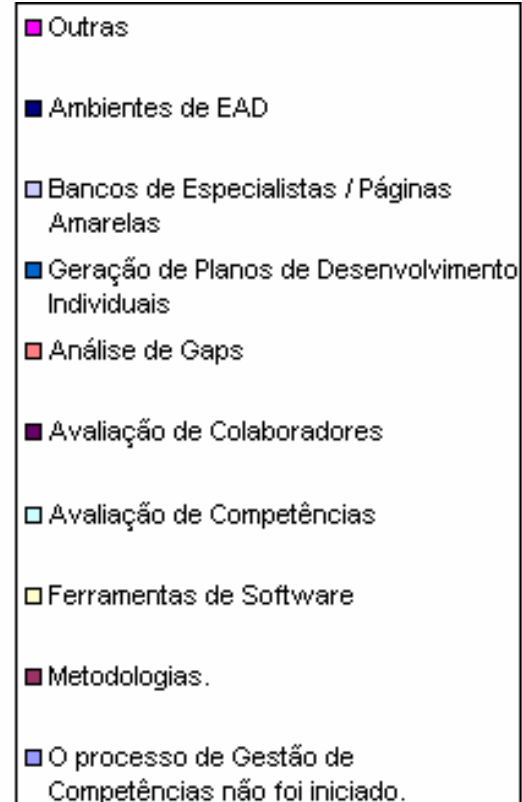 Outras
Ambientes de EAD
Bancos de Especialistas / Páginas
Amarelas
Geração de Planos de Desenvolvimento
Individuais
Análise de Gaps
Avaliação de Colaboradores
Avaliação de Competências
Ferramentas de Software
Metodologias.
O processo de Gestão de
Competências não foi iniciado.